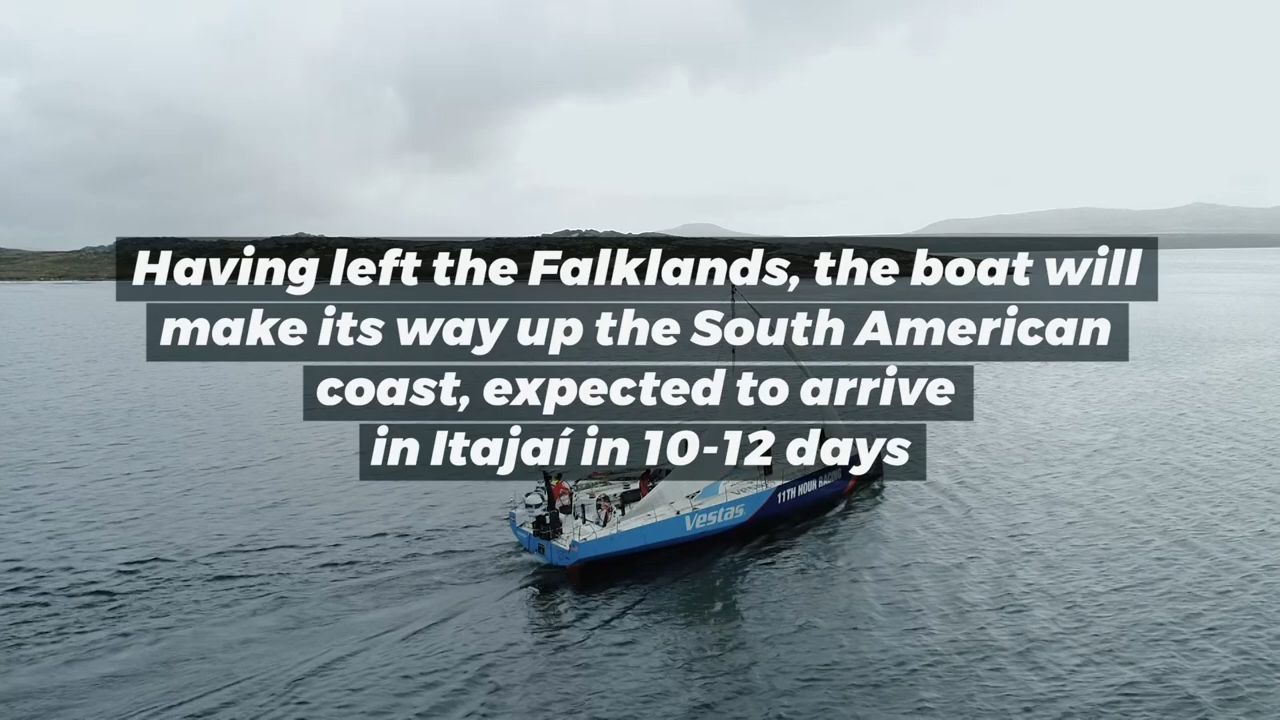 Having left the Falklands, the boat will
make its way up the South American
coast, expected to arrive
in Itajaí in 10-12 days
Vestas
11TH HOUR RACING